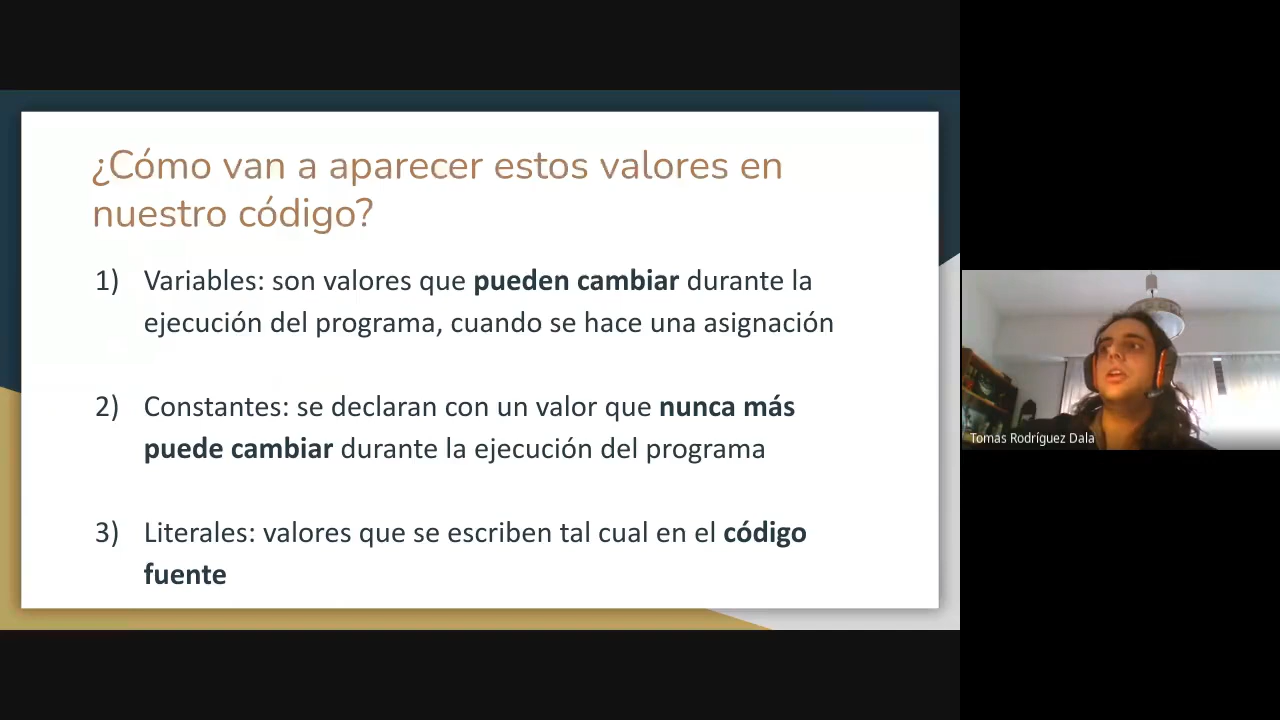 ¿Cómo van a aparecer estos valores en
nuestro código?
1) Variables: son valores que pueden cambiar durante la
ejecución del programa, cuando se hace una asignación
2) Constantes: se declaran con un valor que nunca más
puede cambiar durante la ejecución del programa
3) Literales: valores que se escriben tal cual en el código
fuente
Tomas Rodríguez Dala